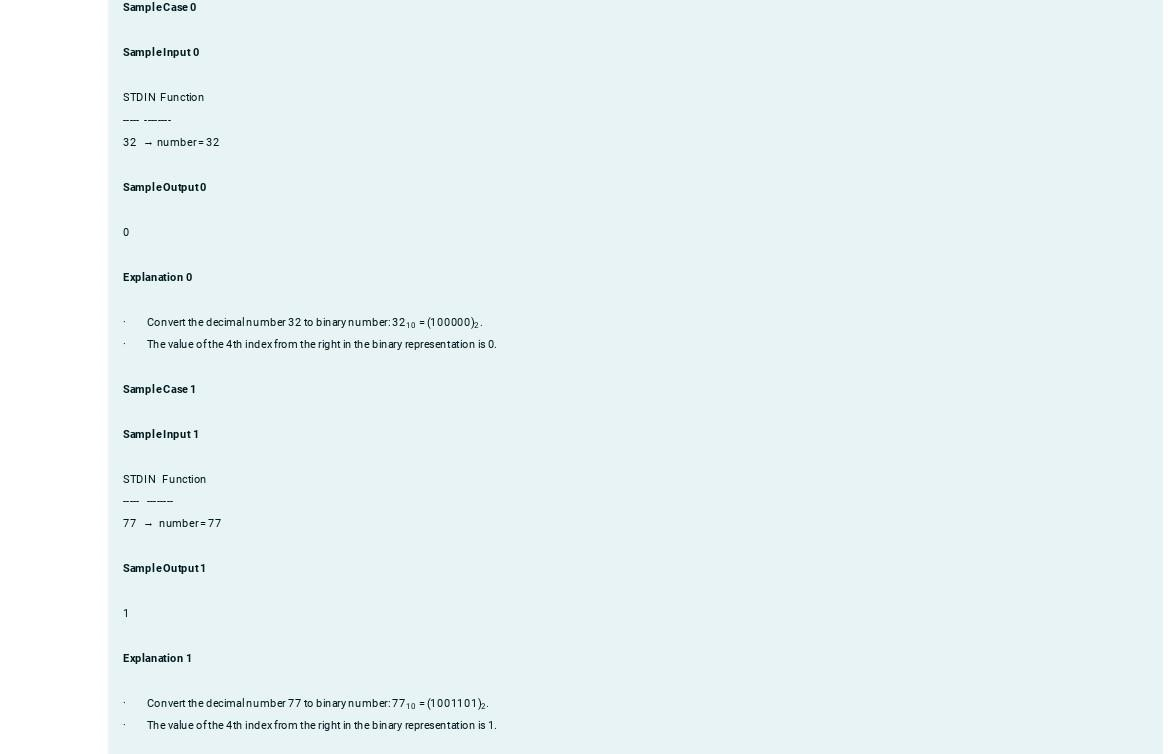 Sample Case 0
Sample Input 0
STDIN Function
----- --------
32 → number = 32
Sample Output 0
0
Explanation 0
· Convert the decimal number 32 to binary number: 32₁₀ = (100000)₂.
· The value of the 4th index from the right in the binary representation is 0.
Sample Case 1
Sample Input 1
STDIN Function
----- --------
77 → number = 77
Sample Output 1
1
Explanation 1
· Convert the decimal number 77 to binary number: 77₁₀ = (1001101)₂.
· The value of the 4th index from the right in the binary representation is 1.